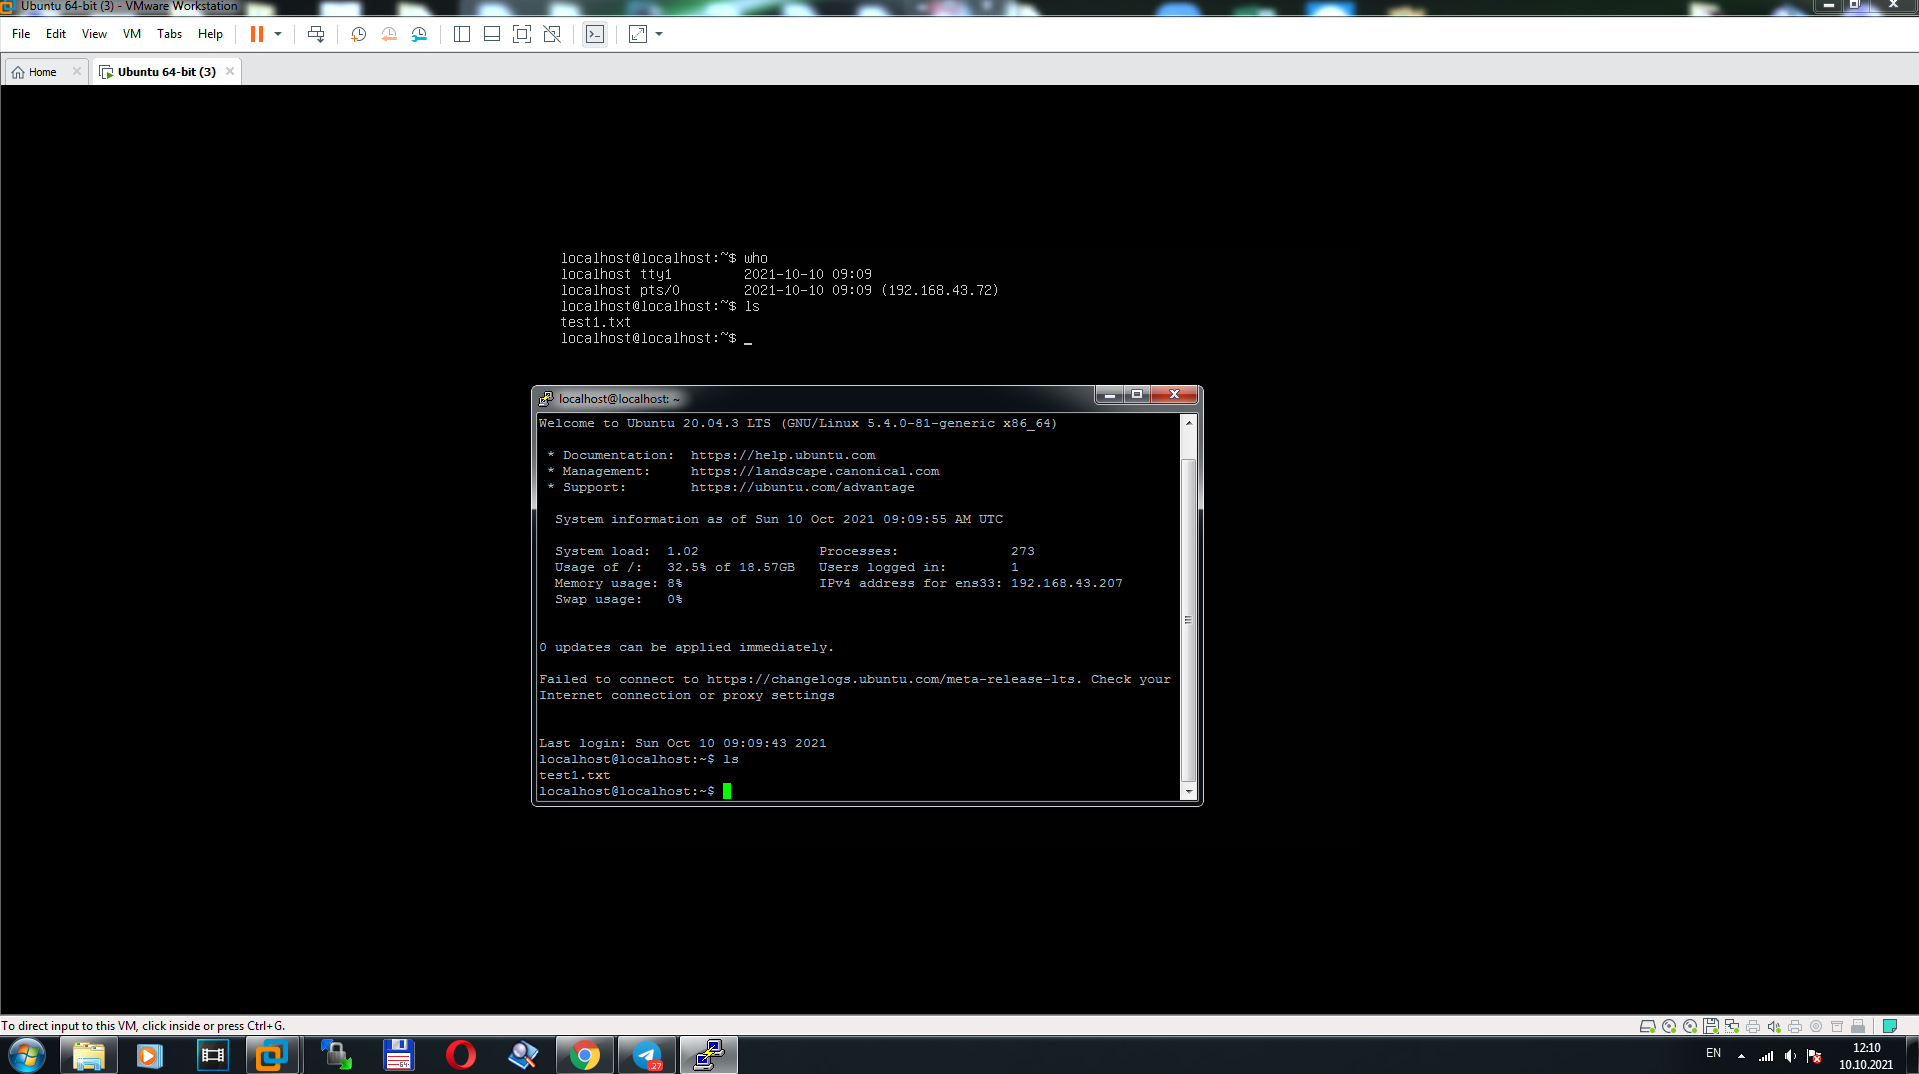 Ubuntu 64-bit (3) - VMware Workstation
File Edit View VM Tabs Help
Home Ubuntu 64-bit (3)
localhost@localhost:~$ who
localhost tty1         2021-10-10 09:09
localhost pts/0        2021-10-10 09:09 (192.168.43.72)
localhost@localhost:~$ ls
test1.txt
localhost@localhost:~$ _
localhost@localhost: ~
Welcome to Ubuntu 20.04.3 LTS (GNU/Linux 5.4.0-81-generic x86_64)
* Documentation:  https://help.ubuntu.com
* Management:     https://landscape.canonical.com
* Support:        https://ubuntu.com/advantage
System information as of Sun 10 Oct 2021 09:09:55 AM UTC
System load:  1.02               Processes:              273
Usage of /:   32.5% of 18.57GB   Users logged in:        1
Memory usage: 8%                 IPv4 address for ens33: 192.168.43.207
Swap usage:   0%
0 updates can be applied immediately.
Failed to connect to https://changelogs.ubuntu.com/meta-release-lts. Check your
Internet connection or proxy settings
Last login: Sun Oct 10 09:09:43 2021
localhost@localhost:~$ ls
test1.txt
localhost@localhost:~$
To direct input to this VM, click inside or press Ctrl+G.
64
27
EN
12:10
10.10.2021